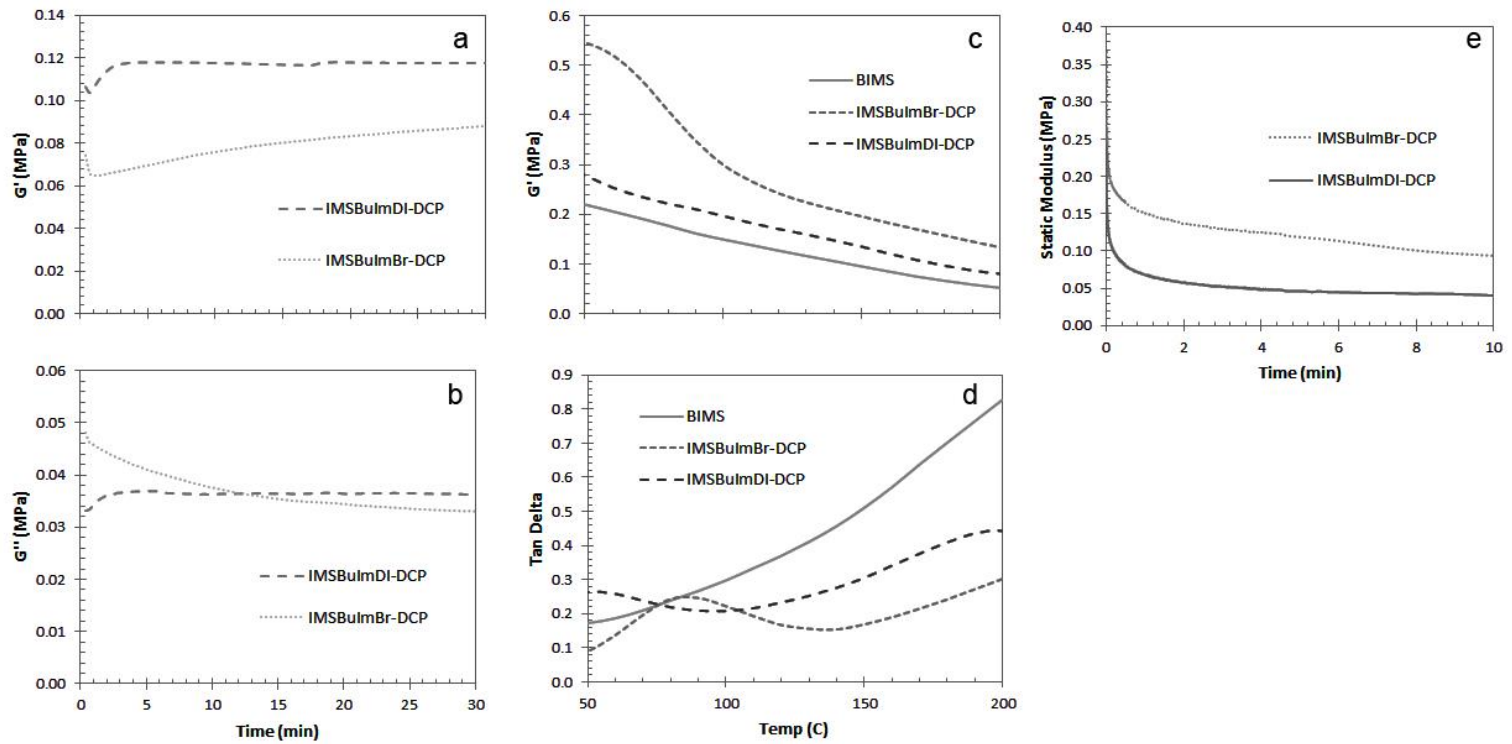 a
0.14
0.12
0.10
0.08
0.06
0.04
0.02
0.00
G' (MPa)
IMSBuImDI-DCP
IMSBuImBr-DCP
c
0.6
0.5
0.4
0.3
0.2
0.1
0.0
G' (MPa)
BIMS
IMSBuImBr-DCP
IMSBuImDI-DCP
e
0.40
0.35
0.30
0.25
0.20
0.15
0.10
0.05
0.00
Static Modulus (MPa)
IMSBuImBr-DCP
IMSBuImDI-DCP
0 2 4 6 8 10
Time (min)
b
0.06
0.05
0.04
0.03
0.02
0.01
0.00
G'' (MPa)
IMSBuImDI-DCP
IMSBuImBr-DCP
0 5 10 15 20 25 30
Time (min)
d
0.9
0.8
0.7
0.6
0.5
0.4
0.3
0.2
0.1
0.0
Tan Delta
BIMS
IMSBuImBr-DCP
IMSBuImDI-DCP
50 100 150 200
Temp (C)